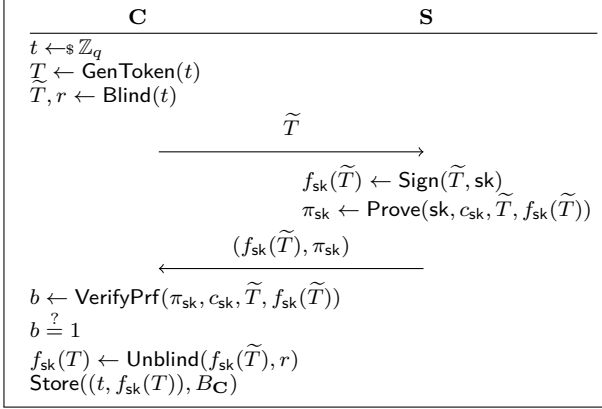 C S
t ←$ ℤ_q
T ← GenToken(t)
T̃, r ← Blind(t)
T̃
f_sk(T̃) ← Sign(T̃, sk)
π_sk ← Prove(sk, c_sk, T̃, f_sk(T̃))
(f_sk(T̃), π_sk)
b ← VerifyPrf(π_sk, c_sk, T̃, f_sk(T̃))
b ≟ 1
f_sk(T) ← Unblind(f_sk(T̃), r)
Store((t, f_sk(T)), B_C)